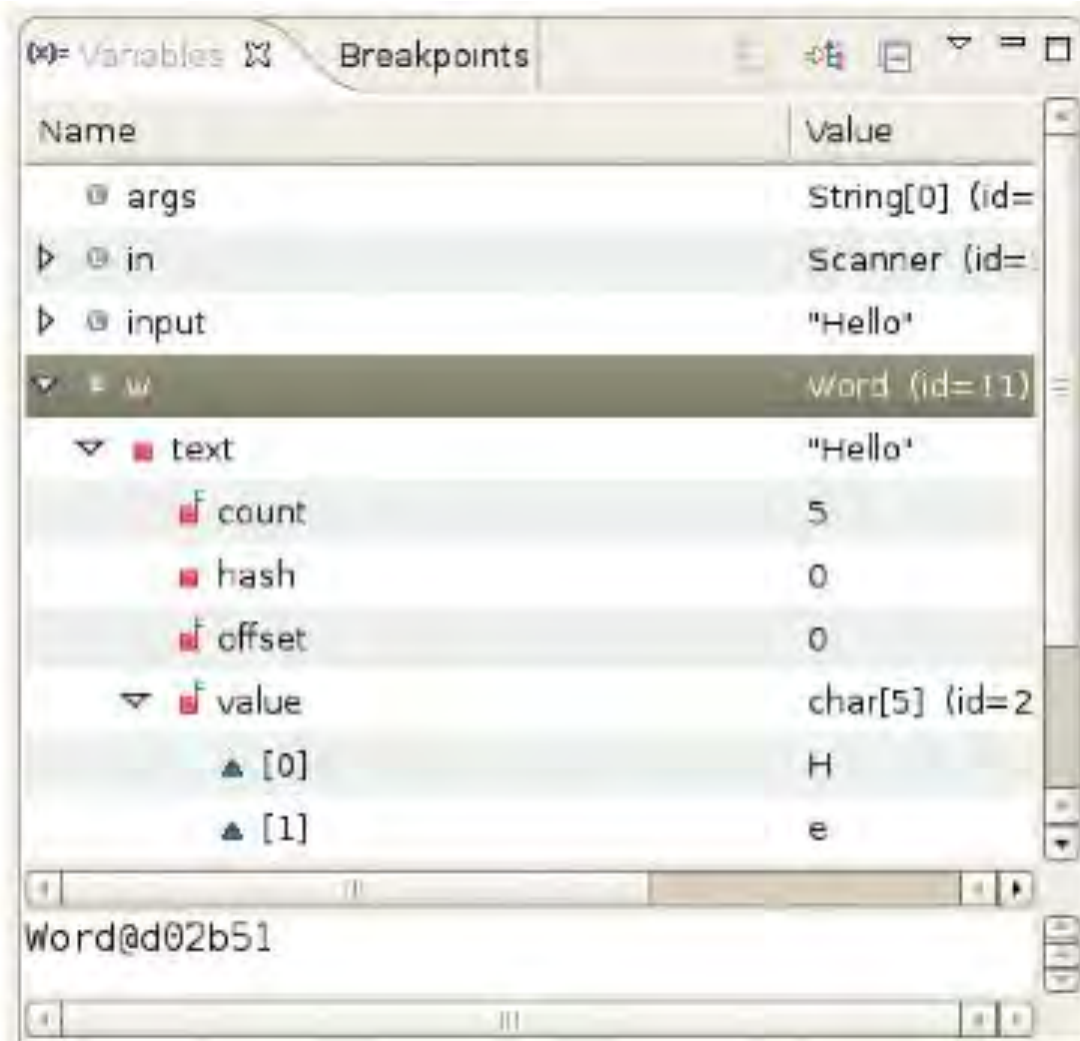 (x)= Variables Breakpoints
Name Value
args String[0] (id=
in Scanner (id=
input "Hello"
w Word (id=11)
text "Hello"
count 5
hash 0
offset 0
value char[5] (id=2
[0] H
[1] e
Word@d02b51